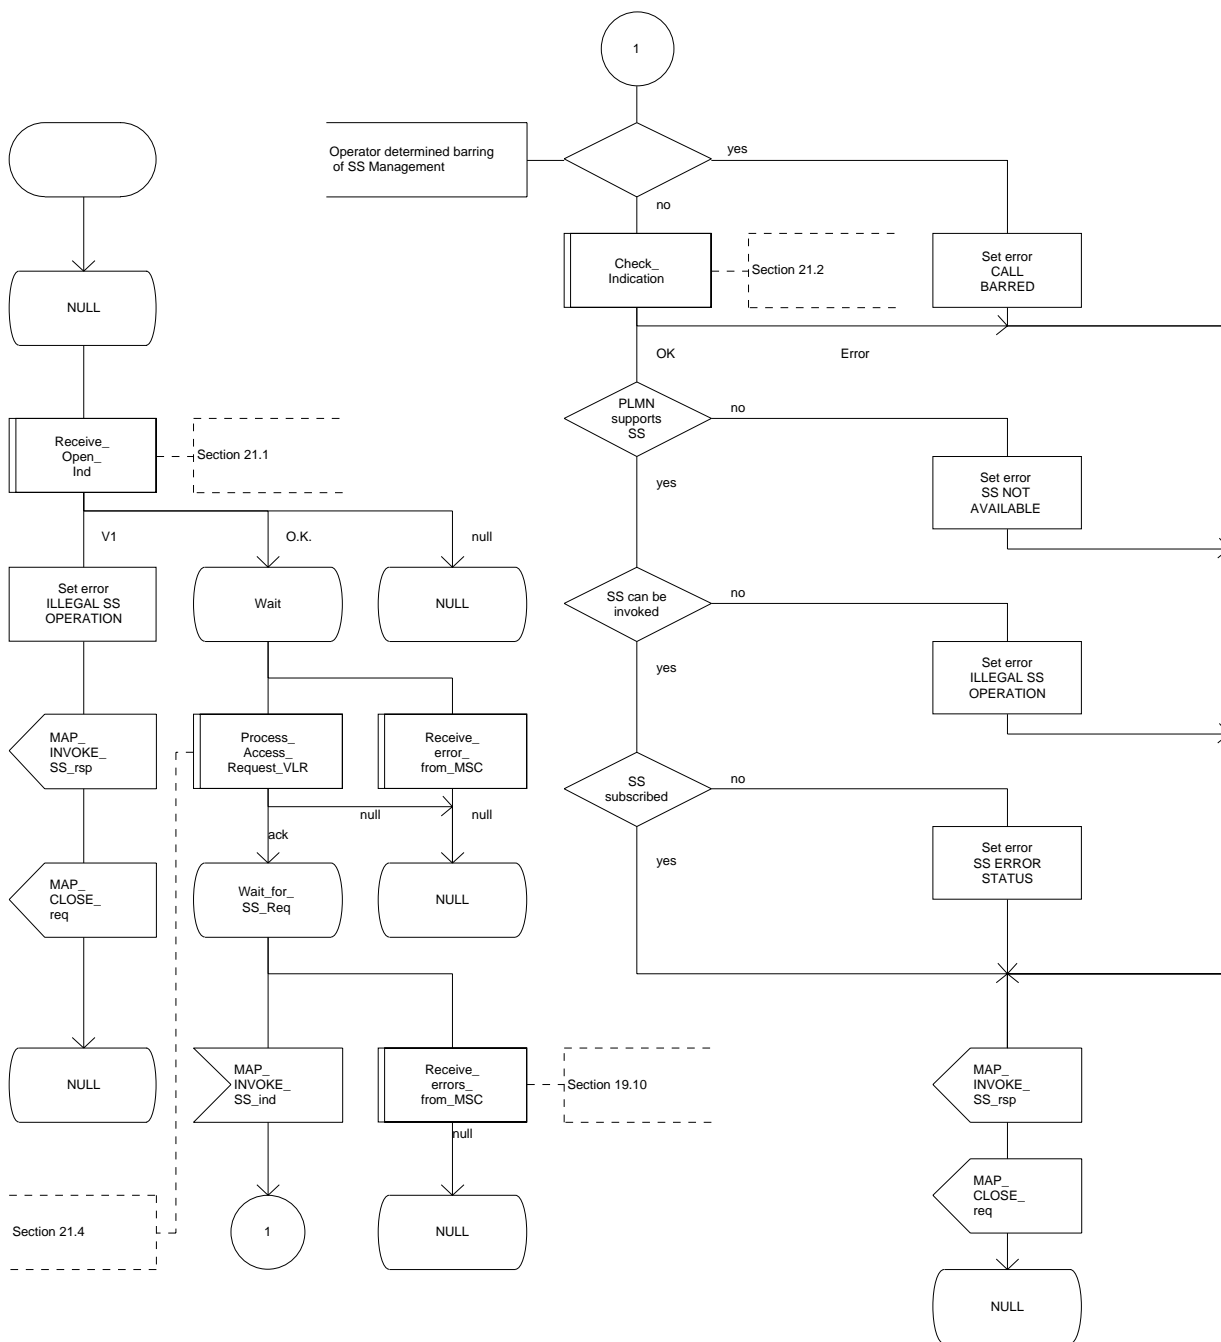 1
Operator determined barring
of SS Management
yes
no
Check_
Indication
Section 21.2
Set error
CALL
BARRED
NULL
OK
Error
PLMN
supports
SS
no
yes
Receive_
Open_
Ind
Section 21.1
Set error
SS NOT
AVAILABLE
V1
O.K.
null
Set error
ILLEGAL SS
OPERATION
Wait
NULL
SS can be
invoked
no
yes
Set error
ILLEGAL SS
OPERATION
MAP_
INVOKE_
SS_rsp
Process_
Access_
Request_VLR
Receive_
error_
from_MSC
SS
subscribed
no
yes
null
null
ack
Set error
SS ERROR
STATUS
MAP_
CLOSE_
req
Wait_for_
SS_Req
NULL
NULL
MAP_
INVOKE_
SS_ind
Receive_
errors_
from_MSC
Section 19.10
null
MAP_
INVOKE_
SS_rsp
Section 21.4
1
NULL
MAP_
CLOSE_
req
NULL